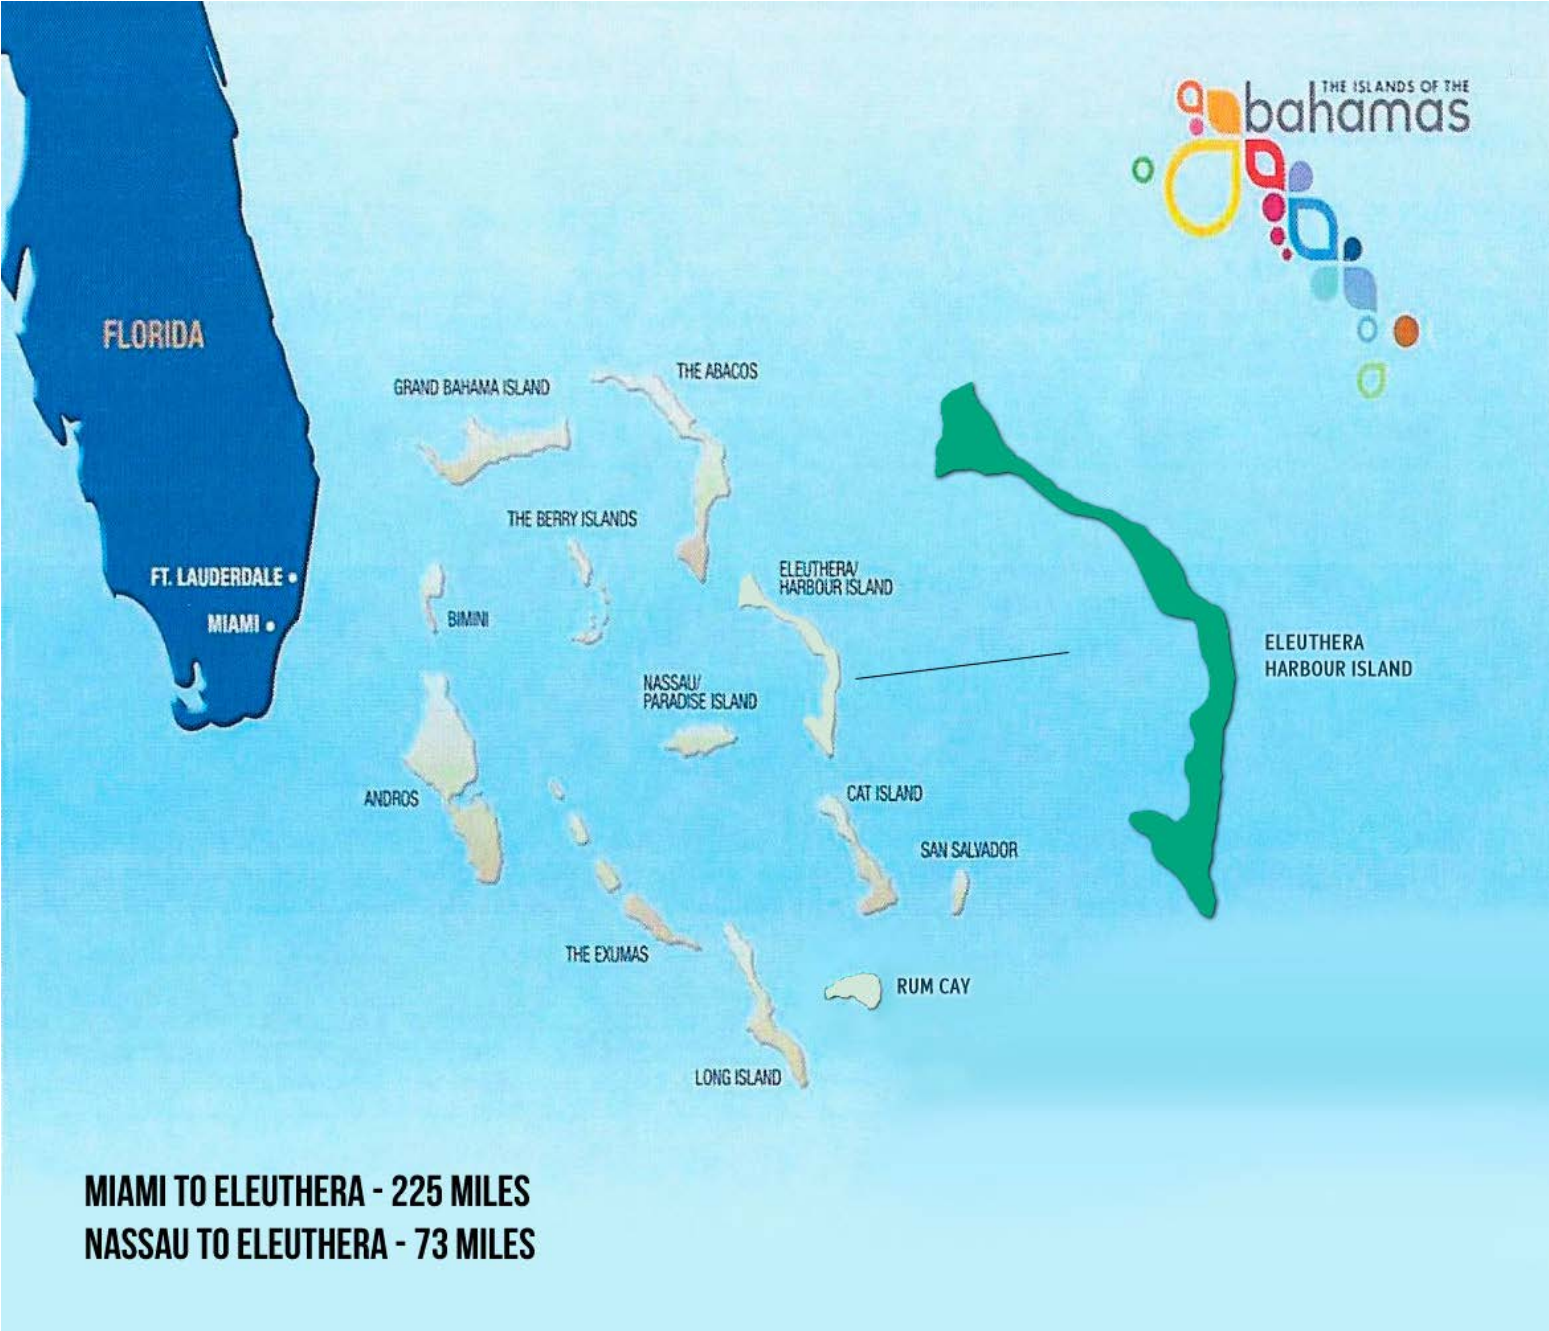 THE ISLANDS OF THE
bahamas
FLORIDA
THE ABACOS
GRAND BAHAMA ISLAND
THE BERRY ISLANDS
FT. LAUDERDALE
MIAMI
BIMINI
ELEUTHERA/
HARBOUR ISLAND
ELEUTHERA
HARBOUR ISLAND
NASSAU/
PARADISE ISLAND
ANDROS
CAT ISLAND
SAN SALVADOR
THE EXUMAS
RUM CAY
LONG ISLAND
MIAMI TO ELEUTHERA - 225 MILES
NASSAU TO ELEUTHERA - 73 MILES